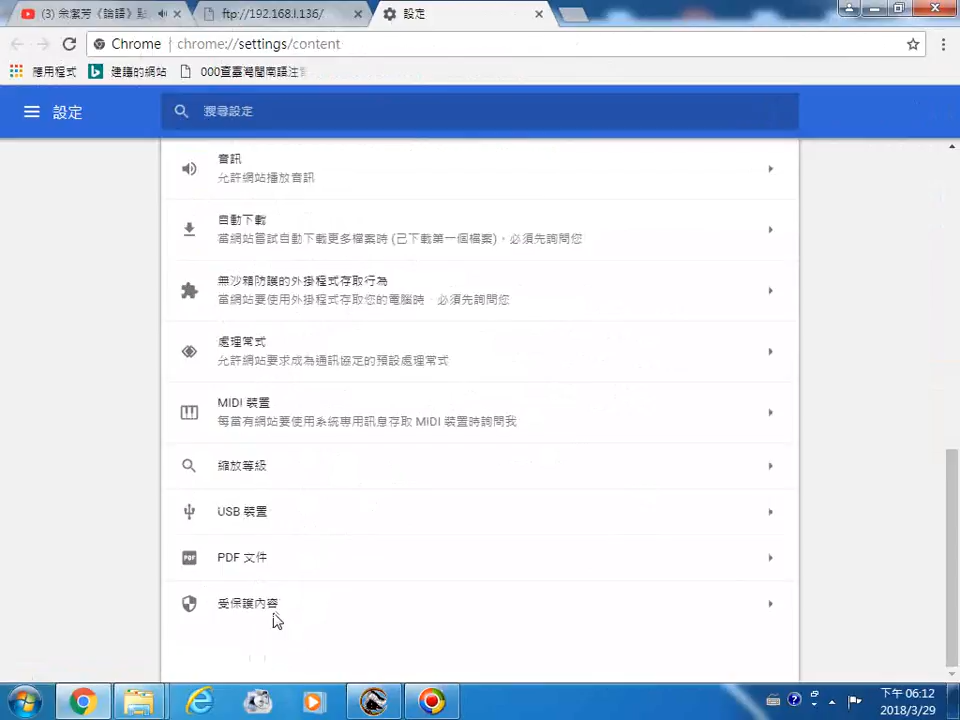 (3) 余潔芳《論語》
ftp://192.168.l.136/
設定
Chrome | chrome://settings/content
應用程式
建議的網站
000查臺灣閩南語注音
設定
搜尋設定
音訊
允許網站播放音訊
自動下載
當網站嘗試自動下載更多檔案時 (已下載第一個檔案)，必須先詢問您
無沙箱防護的外掛程式存取行為
當網站要使用外掛程式存取您的電腦時，必須先詢問您
處理常式
允許網站要求成為通訊協定的預設處理常式
MIDI 裝置
每當有網站要使用系統專用訊息存取 MIDI 裝置時詢問我
縮放等級
USB 裝置
PDF
PDF 文件
受保護內容
下午 06:12
2018/3/29